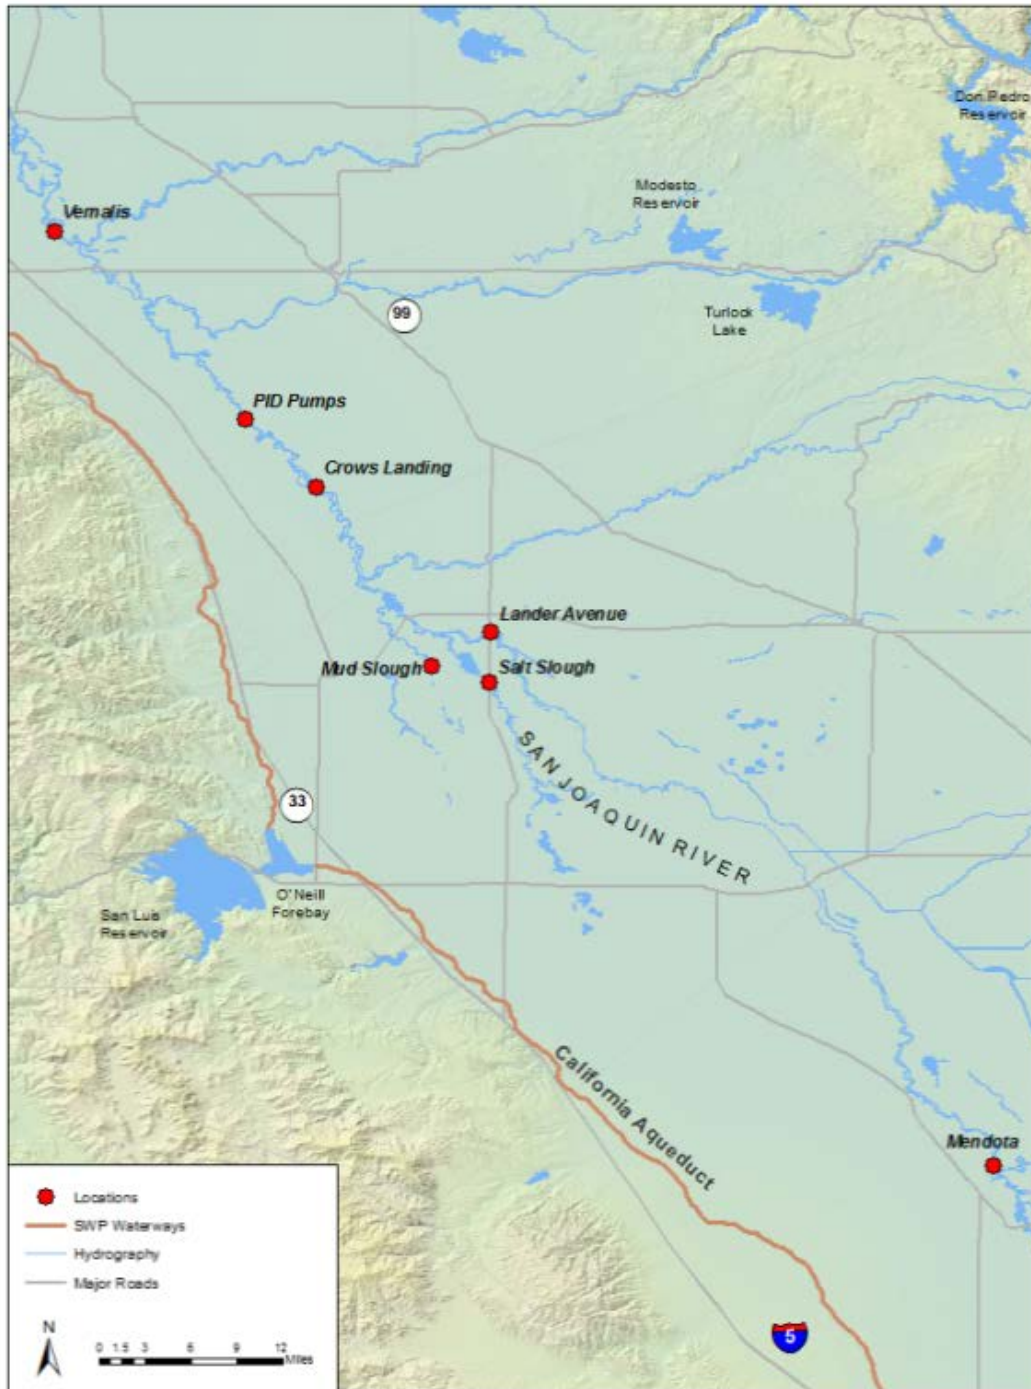 Don Pedro
Reservoir
Modesto
Reservoir
Vernalis
99
Turlock
Lake
PID Pumps
Crows Landing
Lander Avenue
Mud Slough
Salt Slough
SAN JOAQUIN RIVER
33
O'Neill
Forebay
San Luis
Reservoir
California Aqueduct
Mendota
Locations
SWP Waterways
Hydrography
Major Roads
N
0 1.5 3 6 9 12
Miles
5